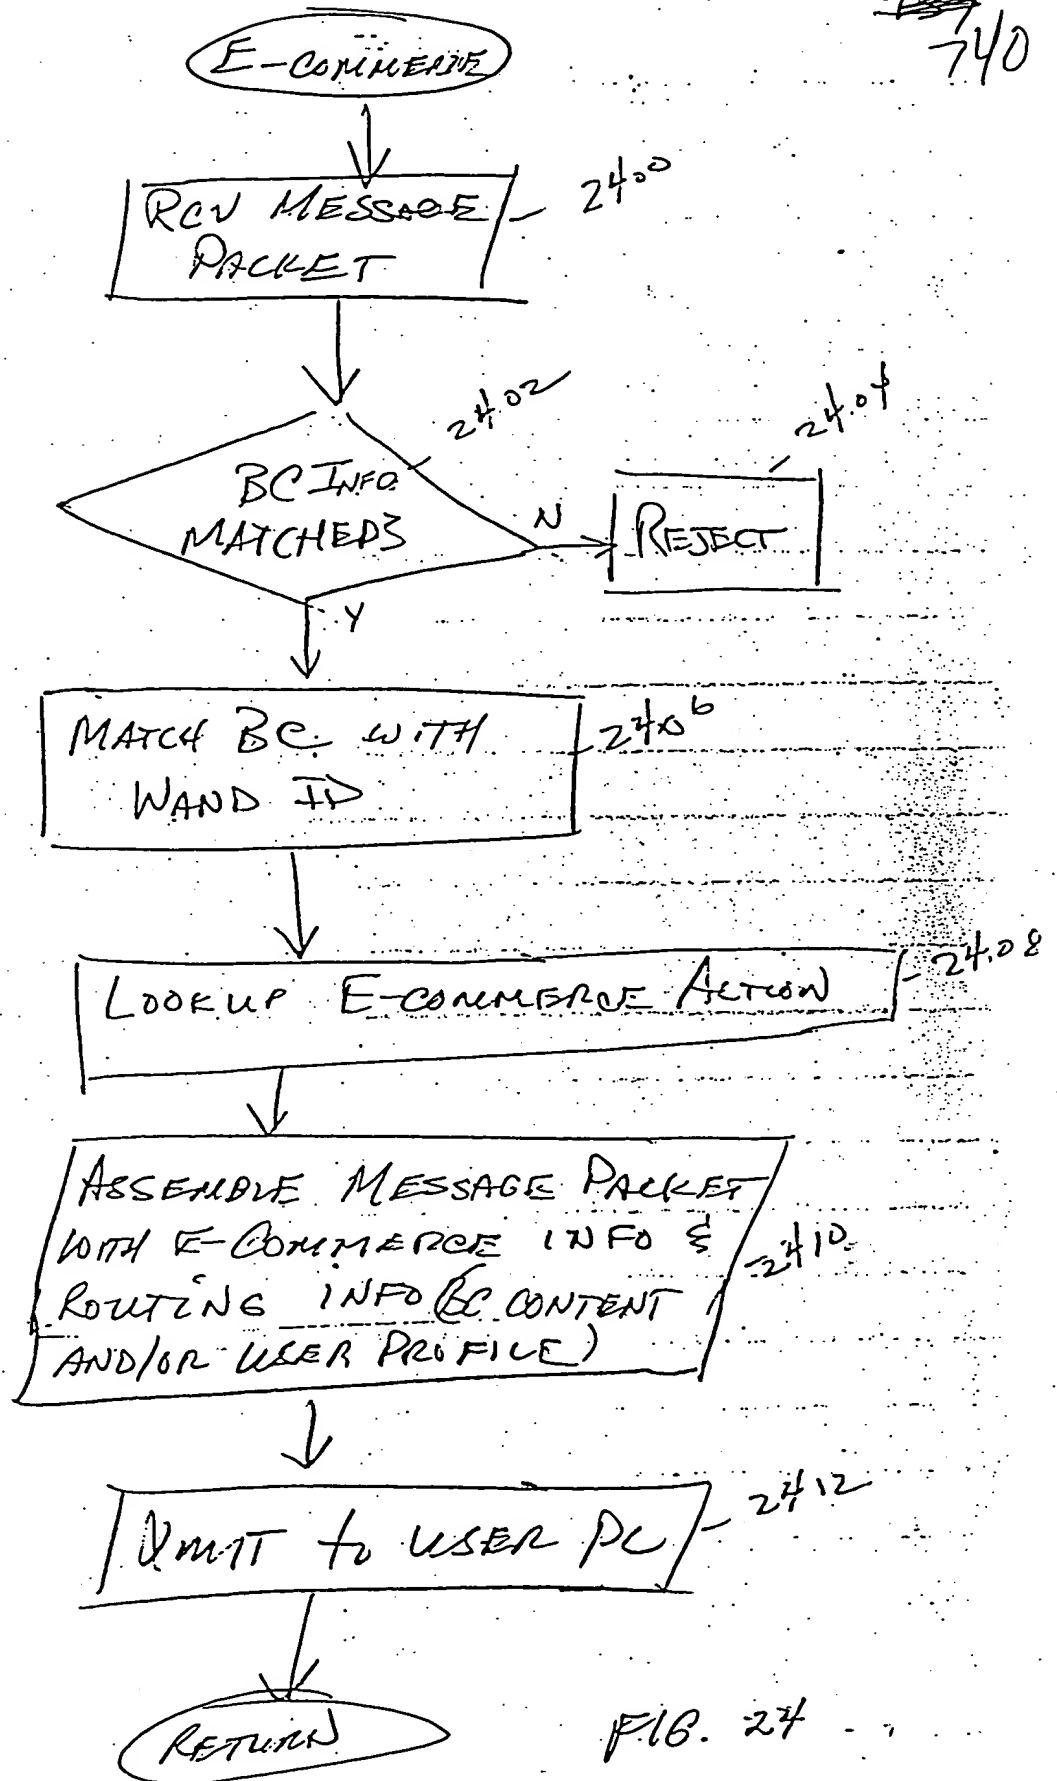 740
E-COMMERCE
RCV MESSAGE
PACKET
2400
2402
2404
BC INFO
MATCHED?
N
REJECT
Y
MATCH BC WITH
WAND ID
2406
LOOKUP E-COMMERCE ACTION
2408
ASSEMBLE MESSAGE PACKET
WITH E-COMMERCE INFO &
ROUTING INFO (BC CONTENT
AND/OR USER PROFILE)
2410
XMIT to USER PC
2412
RETURN
FIG. 24